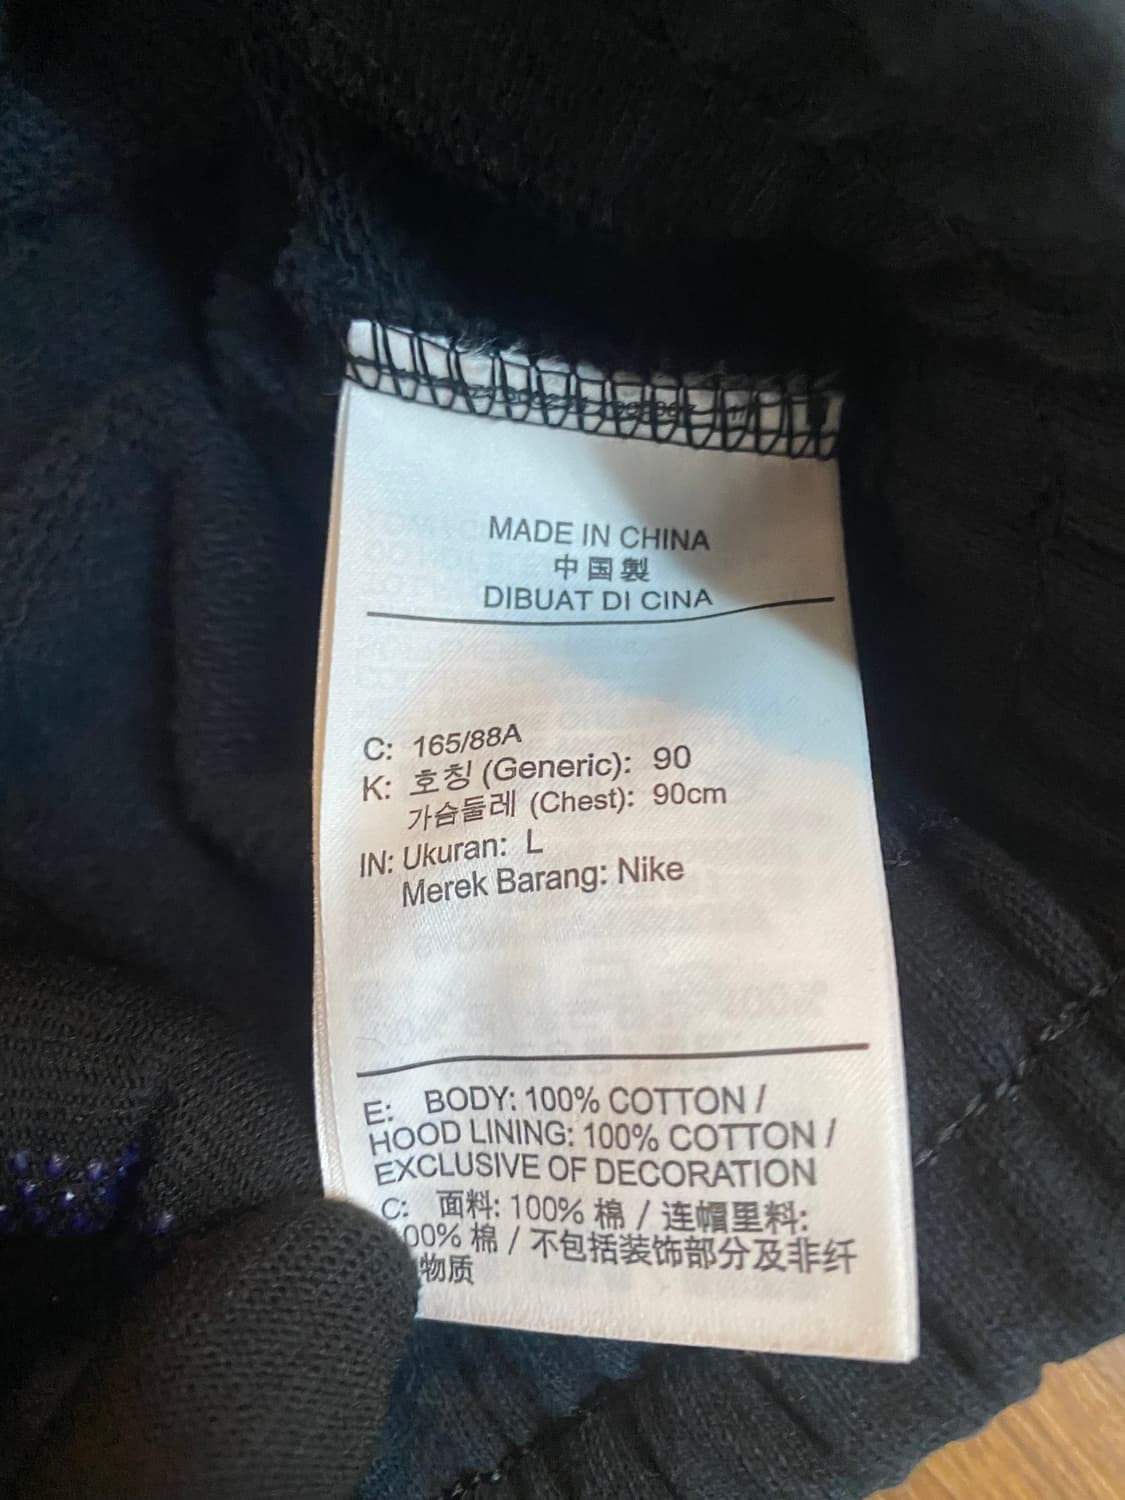 MADE IN CHINA
中国製
DIBUAT DI CINA
C: 165/88A
K: 호칭 (Generic): 90
가슴둘레 (Chest): 90cm
IN: Ukuran: L
Merek Barang: Nike
E: BODY: 100% COTTON /
HOOD LINING: 100% COTTON /
EXCLUSIVE OF DECORATION
C: 面料: 100% 棉 / 连帽里料:
00% 棉 / 不包括装饰部分及非纤
物质